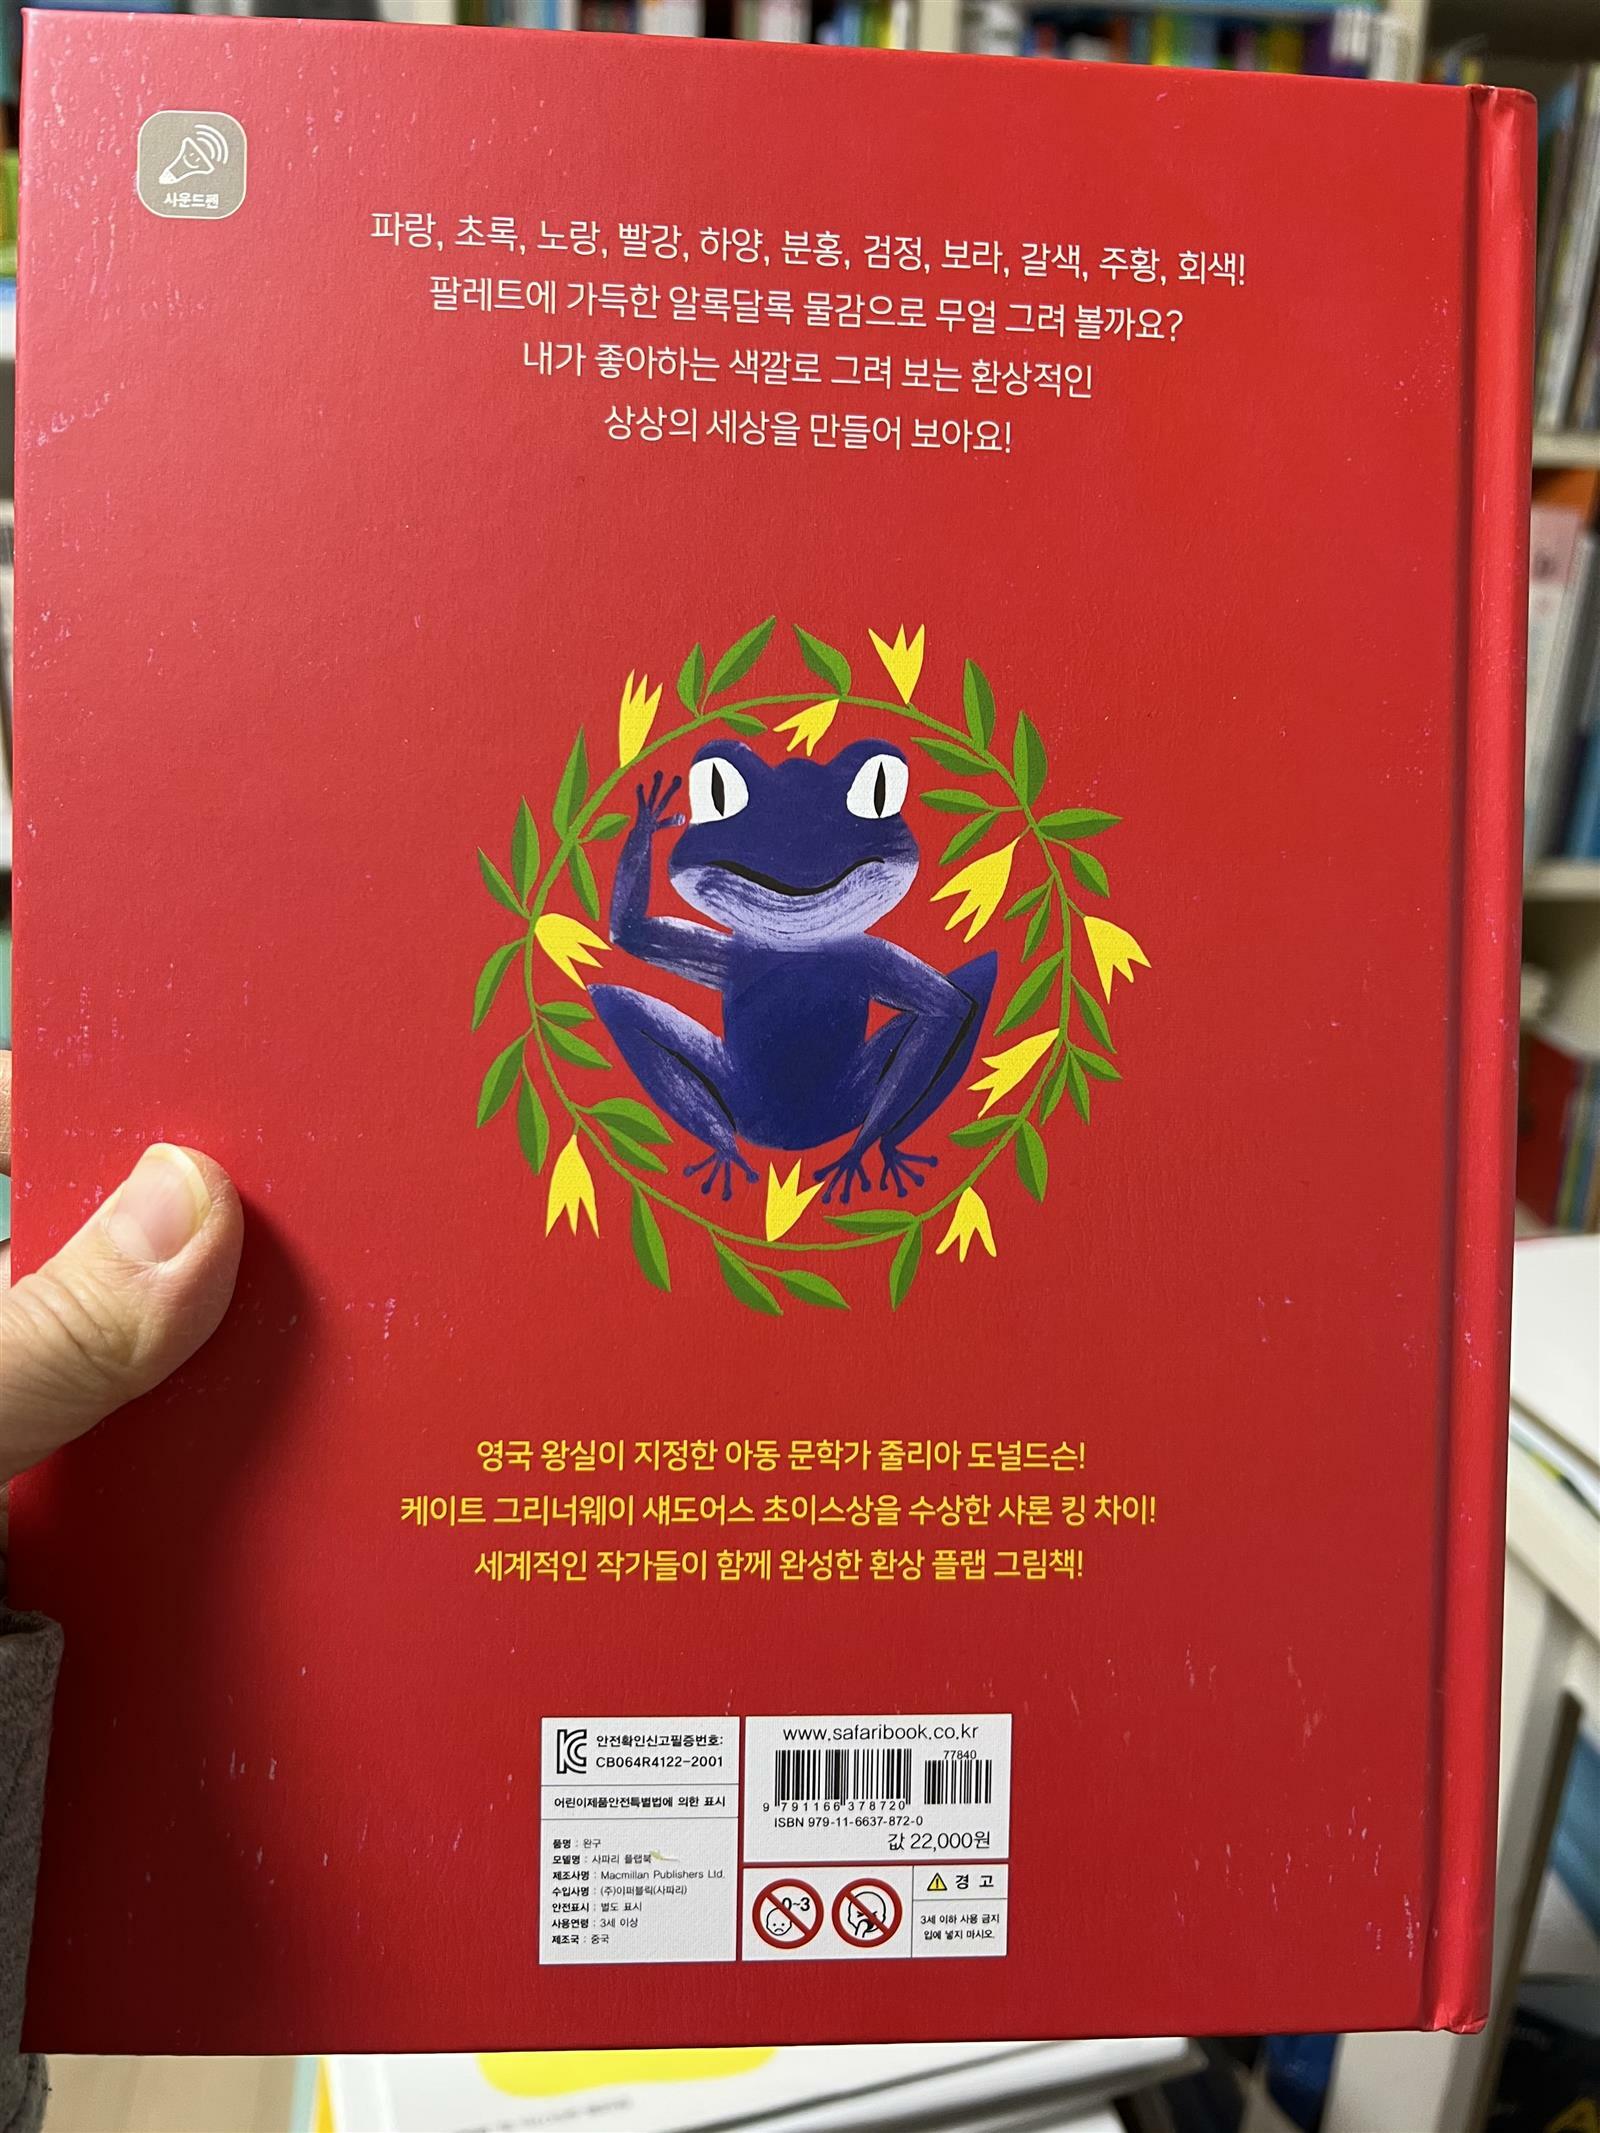 사운드펜
파랑, 초록, 노랑, 빨강, 하양, 분홍, 검정, 보라, 갈색, 주황, 회색!
팔레트에 가득한 알록달록 물감으로 무얼 그려 볼까요?
내가 좋아하는 색깔로 그려 보는 환상적인
상상의 세상을 만들어 보아요!
영국 왕실이 지정한 아동 문학가 줄리아 도널드슨!
케이트 그리너웨이 섀도어스 초이스상을 수상한 샤론 킹 차이!
세계적인 작가들이 함께 완성한 환상 플랩 그림책!
안전확인신고필증번호:
CB064R4122-2001
어린이제품안전특별법에 의한 표시
품명 : 완구
모델명 : 사파리 플랩북
제조사명 : Macmillan Publishers Ltd.
수입사명 : (주)이퍼블릭(사파리)
안전표시 : 별도 표시
사용연령 : 3세 이상
제조국 : 중국
www.safaribook.co.kr
77840
9 791166 378720
ISBN 979-11-6637-872-0
값 22,000원
0~3
경 고
3세 이하 사용 금지
입에 넣지 마시오.